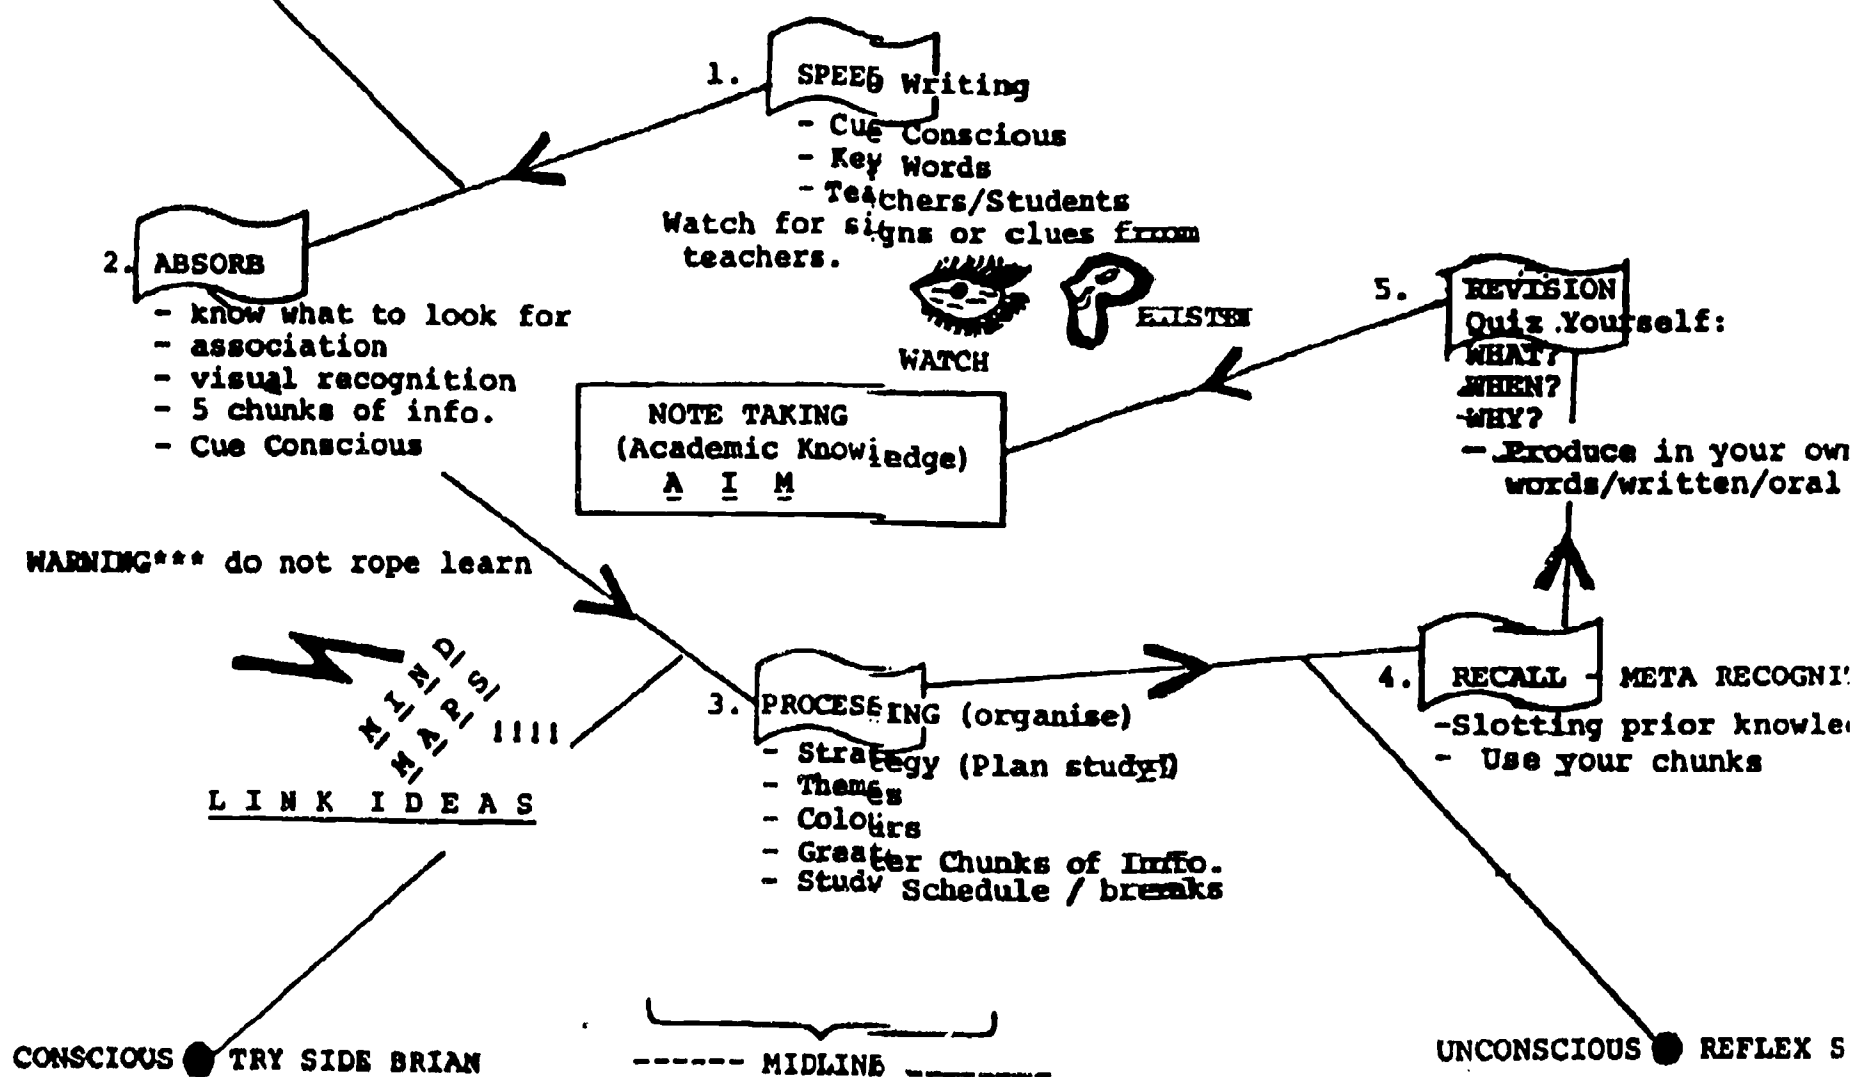 1. SPEED Writing
- Cue Conscious
- Key Words
- Teachers/Students
Watch for signs or clues from
teachers.
WATCH
LISTEN
2. ABSORB
- know what to look for
- association
- visual recognition
- 5 chunks of info.
- Cue Conscious
NOTE TAKING
(Academic Knowledge)
A I M
5. REVISION
Quiz Yourself:
WHAT?
WHEN?
WHY?
- Produce in your own
words/written/oral
WARNING*** do not rope learn
MIND
MAPS !!!!
LINK IDEAS
3. PROCESSING (organise)
- Strategy (Plan study!)
- Themes
- Colours
- Greater Chunks of Info.
- Study Schedule / breaks
4. RECALL - META RECOGNI
-Slotting prior knowle
- Use your chunks
CONSCIOUS TRY SIDE BRIAN
------ MIDLINE -------
UNCONSCIOUS REFLEX S